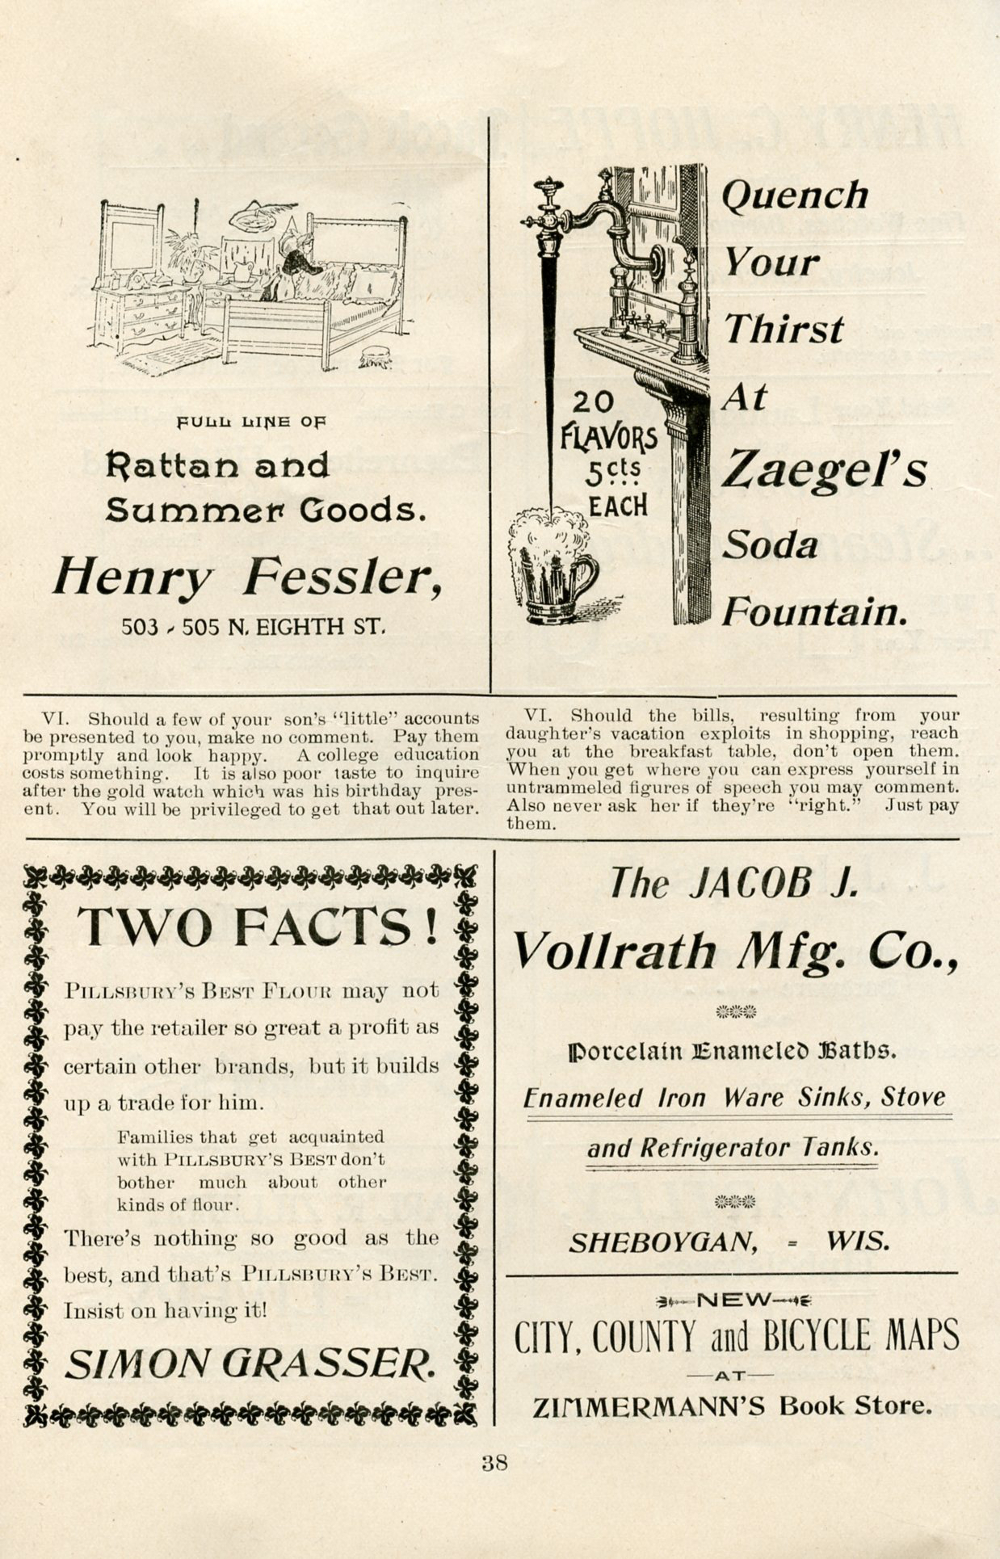 FULL LINE OF
Rattan and
Summer Goods.
Henry Fessler,
503 - 505 N. EIGHTH ST.
Quench
Your
Thirst
At
Zaegel's
Soda
Fountain.
20
FLAVORS
5cts
EACH
VI. Should a few of your son's "little" accounts
be presented to you, make no comment. Pay them
promptly and look happy. A college education
costs something. It is also poor taste to inquire
after the gold watch which was his birthday pres-
ent. You will be privileged to get that out later.
VI. Should the bills, resulting from your
daughter's vacation exploits in shopping, reach
you at the breakfast table, don't open them.
When you get where you can express yourself in
untrammeled figures of speech you may comment.
Also never ask her if they're "right." Just pay
them.
TWO FACTS!
PILLSBURY'S BEST FLOUR may not
pay the retailer so great a profit as
certain other brands, but it builds
up a trade for him.
Families that get acquainted
with PILLSBURY'S BEST don't
bother much about other
kinds of flour.
There's nothing so good as the
best, and that's PILLSBURY'S BEST.
Insist on having it!
SIMON GRASSER.
The JACOB J.
Vollrath Mfg. Co.,
Porcelain Enameled Baths.
Enameled Iron Ware Sinks, Stove
and Refrigerator Tanks.
SHEBOYGAN, - WIS.
NEW
CITY, COUNTY and BICYCLE MAPS
AT
ZIMMERMANN'S Book Store.
38